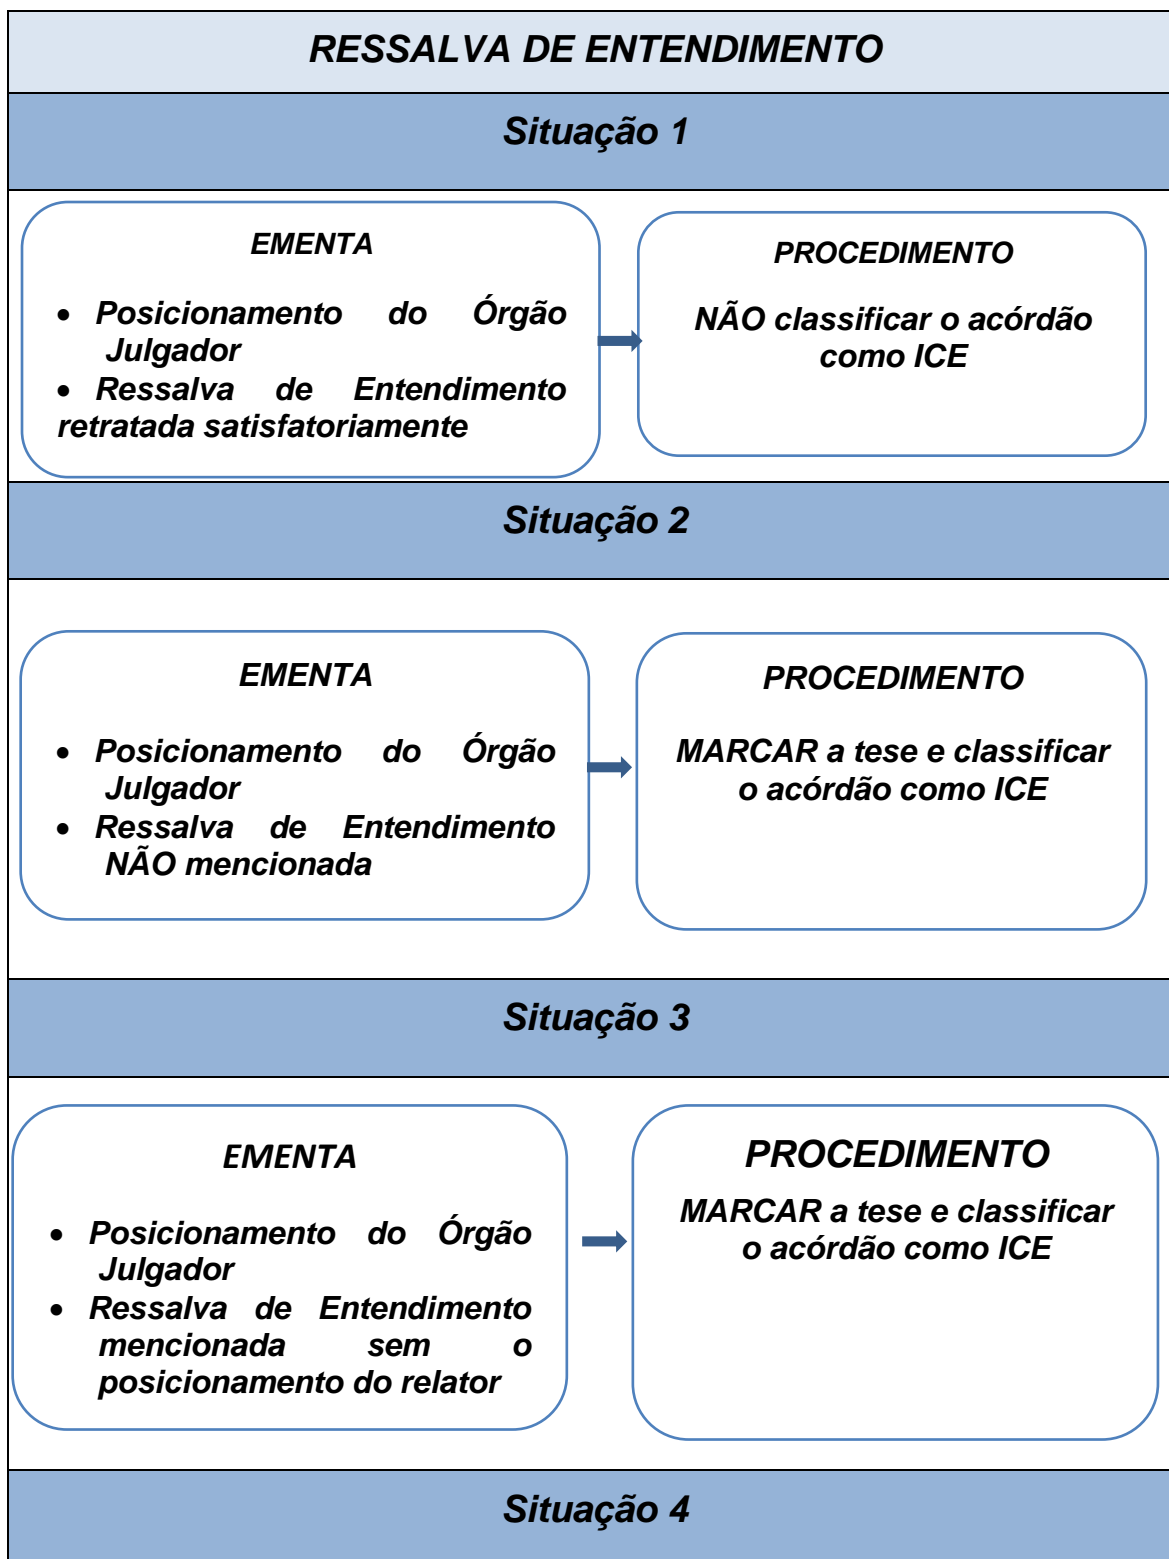 RESSALVA DE ENTENDIMENTO
Situação 1
EMENTA
• Posicionamento do Órgão
Julgador
• Ressalva de Entendimento
retratada satisfatoriamente
PROCEDIMENTO
NÃO classificar o acórdão
como ICE
Situação 2
EMENTA
• Posicionamento do Órgão
Julgador
• Ressalva de Entendimento
NÃO mencionada
PROCEDIMENTO
MARCAR a tese e classificar
o acórdão como ICE
Situação 3
EMENTA
• Posicionamento do Órgão
Julgador
• Ressalva de Entendimento
mencionada sem o
posicionamento do relator
PROCEDIMENTO
MARCAR a tese e classificar
o acórdão como ICE
Situação 4